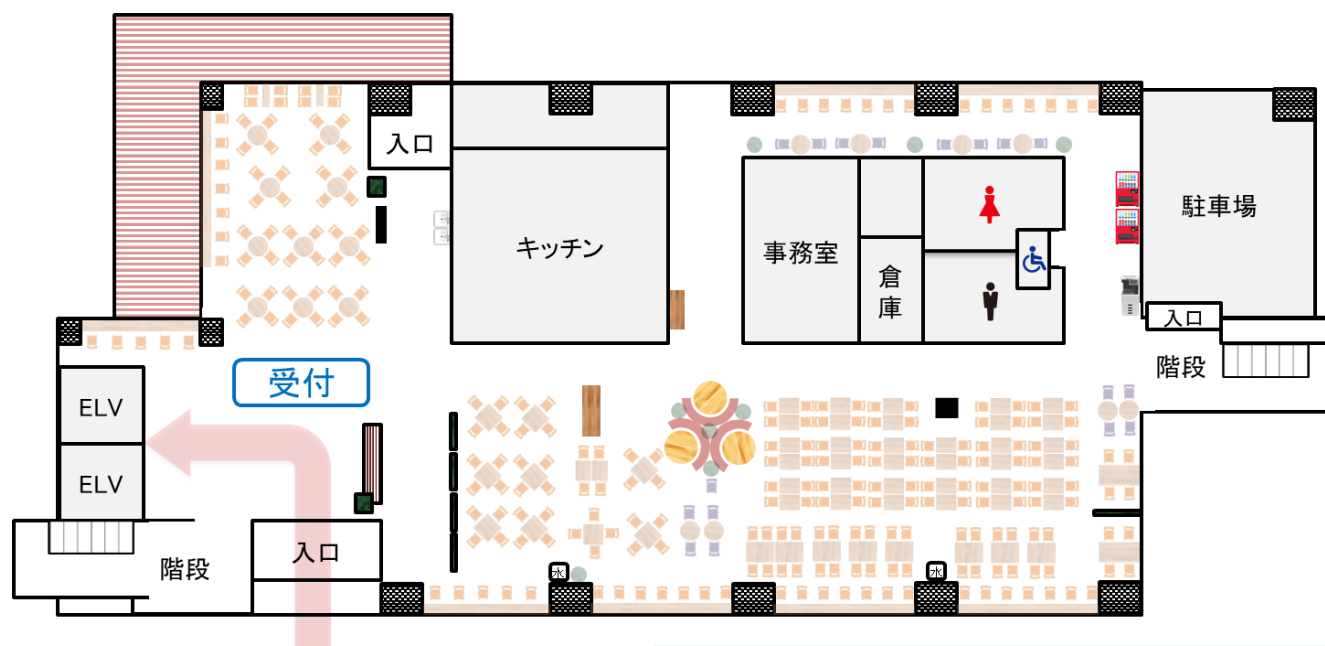 入口
キッチン
事務室
倉
庫
駐車場
入口
階段
受付
ELV
ELV
階段
入口
水
水